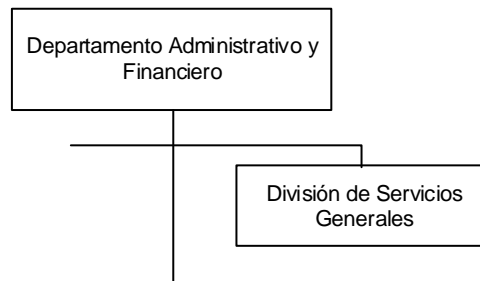 Departamento Administrativo y
Financiero
División de Servicios
Generales